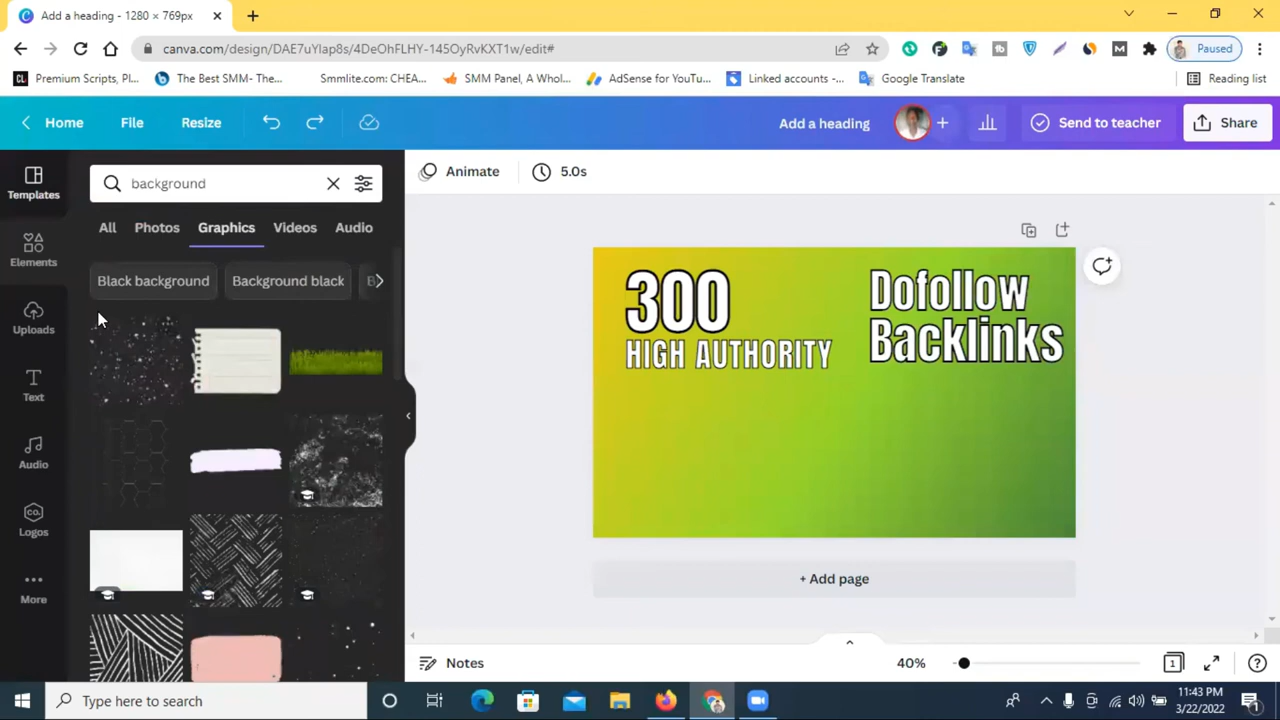 Add a heading - 1280 × 769px
canva.com/design/DAE7uYlap8s/4DeOhFLHY-145OyRvKXT1w/edit#
Paused
CL Premium Scripts, Pl...
The Best SMM- The...
Smmlite.com: CHEA...
SMM Panel, A Whol...
AdSense for YouTu...
Linked accounts -...
Google Translate
Reading list
Home
File
Resize
Add a heading
Send to teacher
Share
Templates
Elements
Uploads
Text
Audio
Logos
More
background
All
Photos
Graphics
Videos
Audio
Black background
Background black
B
Animate
5.0s
300
HIGH AUTHORITY
Dofollow
Backlinks
+ Add page
Notes
40%
1
Type here to search
11:43 PM
3/22/2022
1